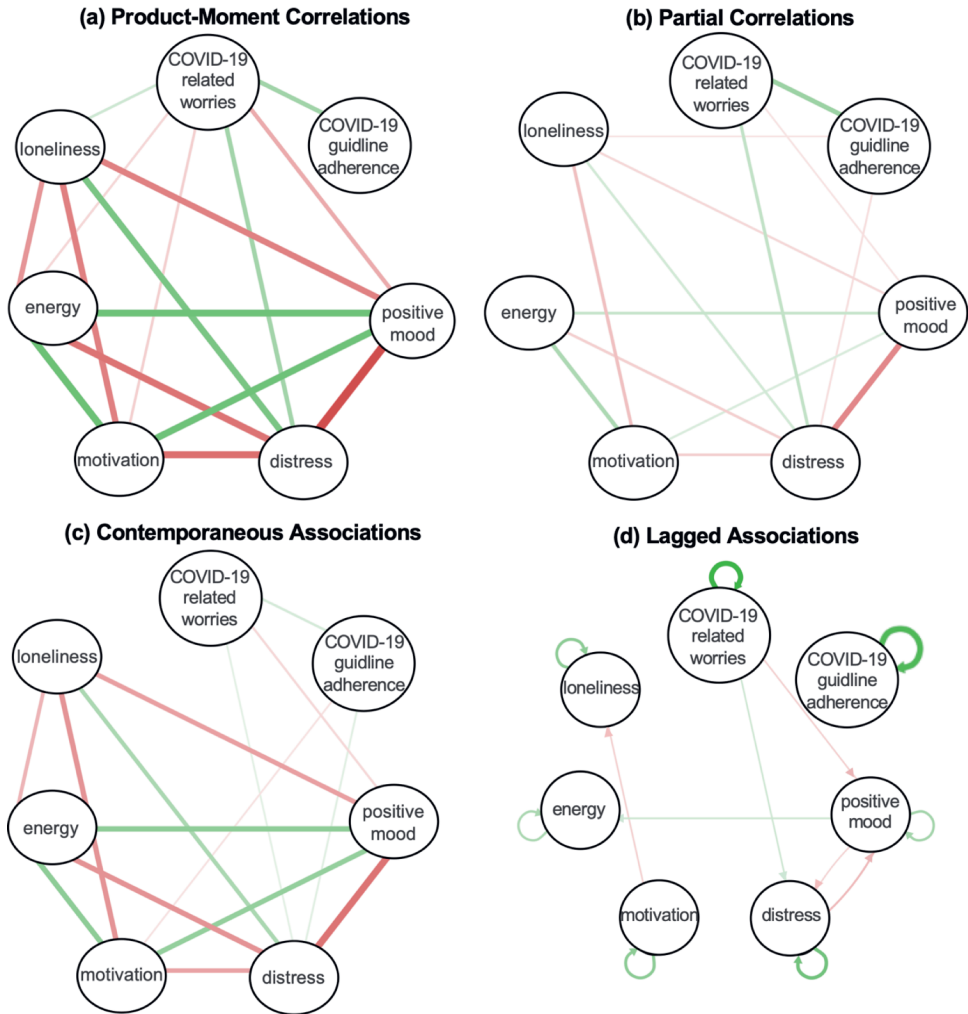 (a) Product-Moment Correlations
COVID-19
related
worries
COVID-19
guidline
adherence
loneliness
energy
positive
mood
motivation
distress
(b) Partial Correlations
COVID-19
related
worries
COVID-19
guidline
adherence
loneliness
energy
positive
mood
motivation
distress
(c) Contemporaneous Associations
COVID-19
related
worries
COVID-19
guidline
adherence
loneliness
energy
positive
mood
motivation
distress
(d) Lagged Associations
COVID-19
related
worries
COVID-19
guidline
adherence
loneliness
energy
positive
mood
motivation
distress